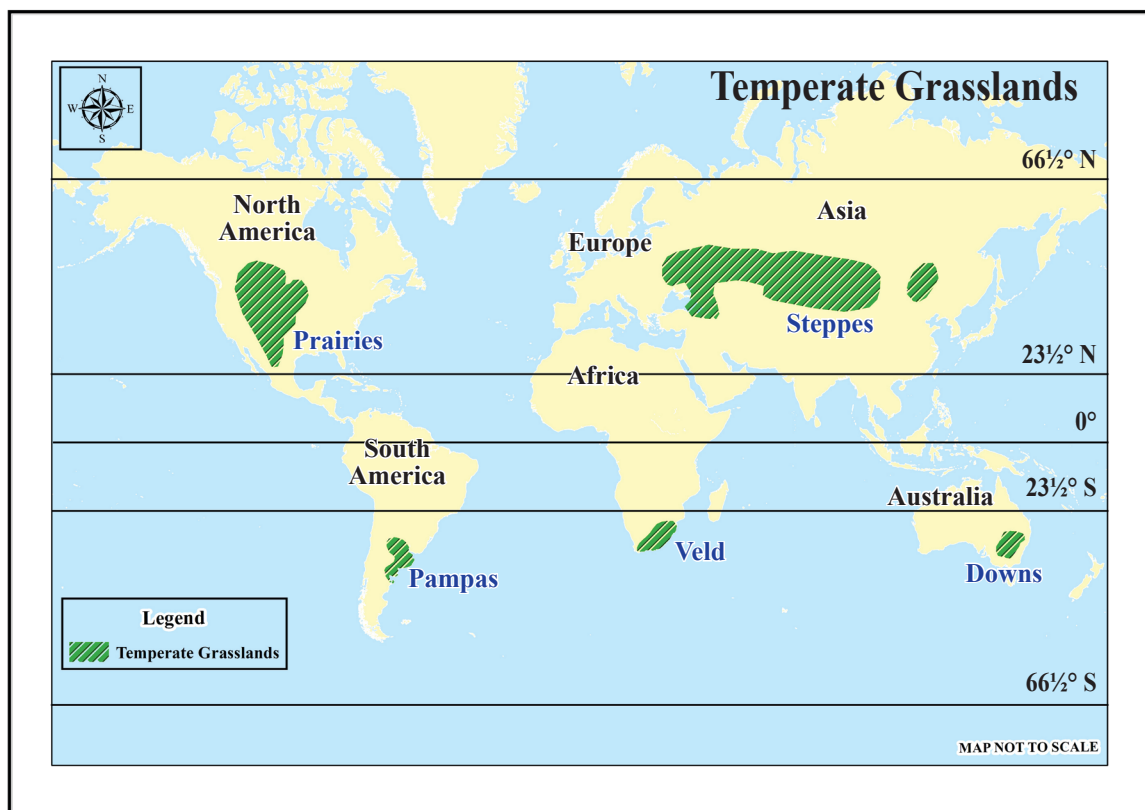 Temperate Grasslands
N
W E
S
66½° N
North
America
Asia
Europe
Steppes
Prairies
23½° N
Africa
0°
South
America
23½° S
Australia
Veld
Pampas
Downs
Legend
Temperate Grasslands
66½° S
MAP NOT TO SCALE